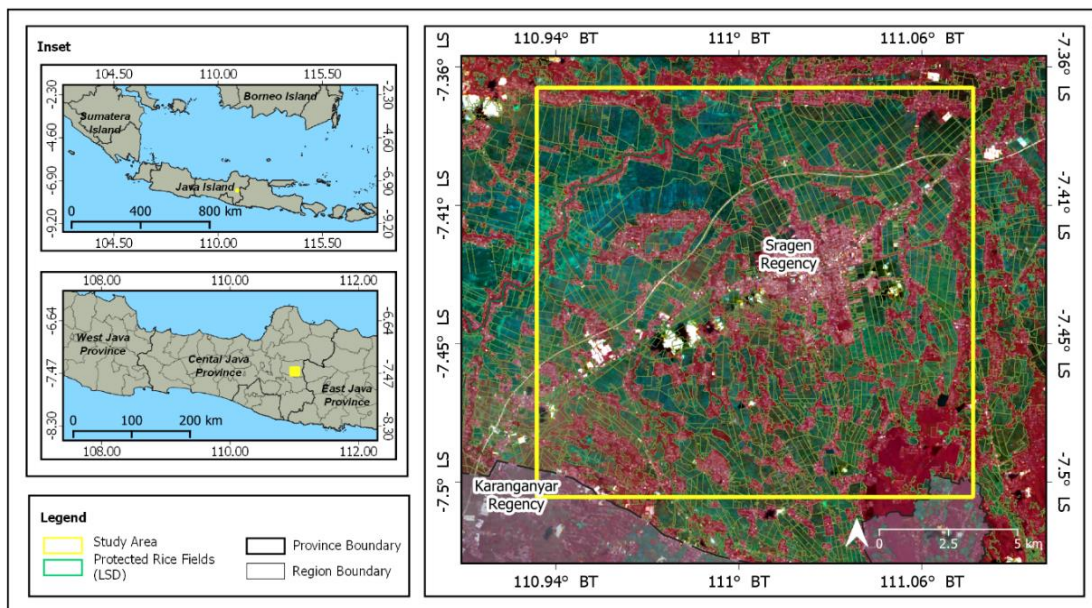 Inset
104.50 110.00 115.50
-2.30 -2.30
Borneo Island
Sumatera
Island
-4.60 -4.60
-6.90 -6.90
Java Island
0 400 800 km
-9.20 -9.20
104.50 110.00 115.50
108.00 110.00 112.00
-6.64 -6.64
West Java
Province
Cental Java
Province
-7.47 -7.47
East Java
Province
0 100 200 km
-8.30 -8.30
108.00 110.00 112.00
Legend
Study Area
Protected Rice Fields
(LSD)
Province Boundary
Region Boundary
LS 110.94° BT 111° BT 111.06° BT
-7.36° -7.36°
LS
LS
-7.41° -7.41°
LS
Sragen
Regency
LS
-7.45° -7.45°
LS
LS
-7.5° -7.5°
LS
Karanganyar
Regency
0 2.5 5 km
110.94° BT 111° BT 111.06° BT